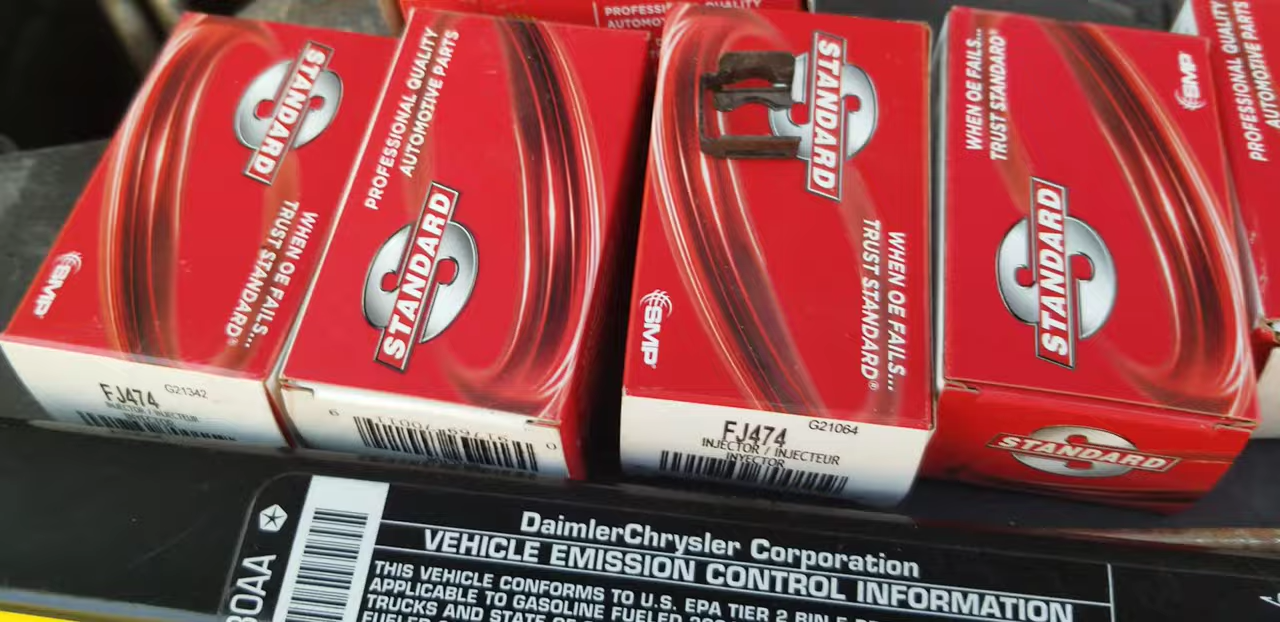 PROFESSIONAL QUALITY
STANDARD
WHEN OE FAILS...
TRUST STANDARD®
SMP
FJ474
G21342
INJECTOR / INJECTEUR
PROFESSIONAL QUALITY
AUTOMOTIVE PARTS
STANDARD
STANDARD
WHEN OE FAILS...
TRUST STANDARD®
SMP
FJ474
G21064
INJECTOR / INJECTEUR
INYECTOR
WHEN OE FAILS...
TRUST STANDARD®
SMP
STANDARD
STANDARD
PROFESSIONAL QUALITY
AUTOMOTIVE PARTS
80AA
DaimlerChrysler Corporation
VEHICLE EMISSION CONTROL INFORMATION
THIS VEHICLE CONFORMS TO U.S. EPA TIER 2 BIN
APPLICABLE TO GASOLINE FUELED
TRUCKS AND STATE OF